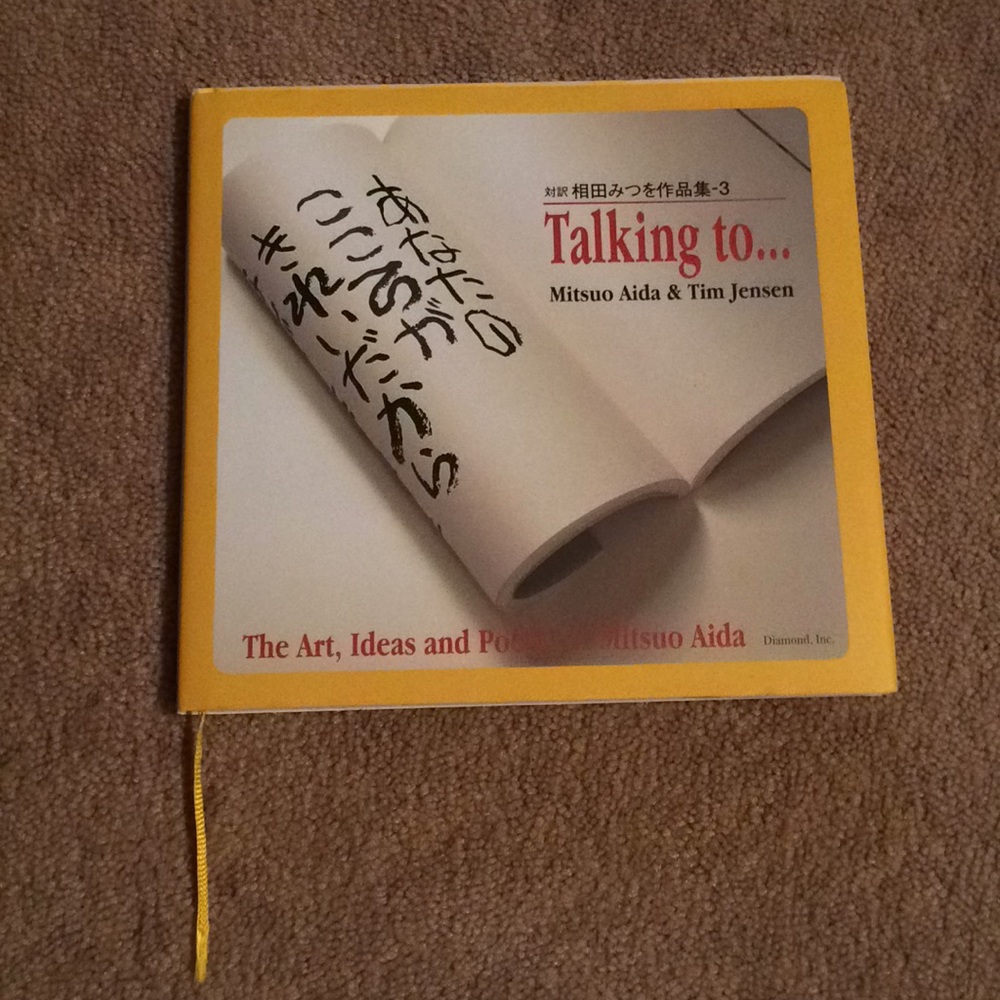 対訳 相田みつを作品集-3
Talking to...
Mitsuo Aida & Tim Jensen
あなたの
こころが
きれいだから
The Art, Ideas and Mitsuo Aida
Diamond, Inc.